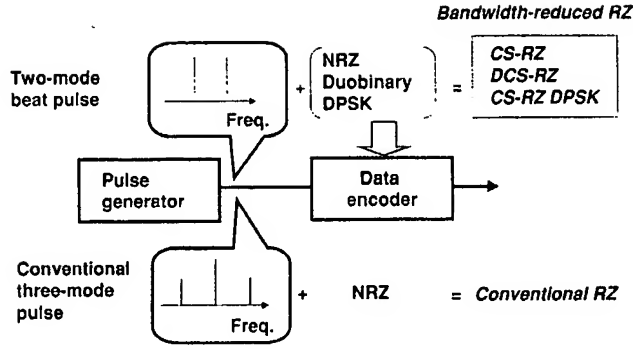 Bandwidth-reduced RZ
Two-mode
beat pulse
Freq.
+
NRZ
Duobinary
DPSK
=
CS-RZ
DCS-RZ
CS-RZ DPSK
Pulse
generator
Data
encoder
Conventional
three-mode
pulse
Freq.
+ NRZ = Conventional RZ